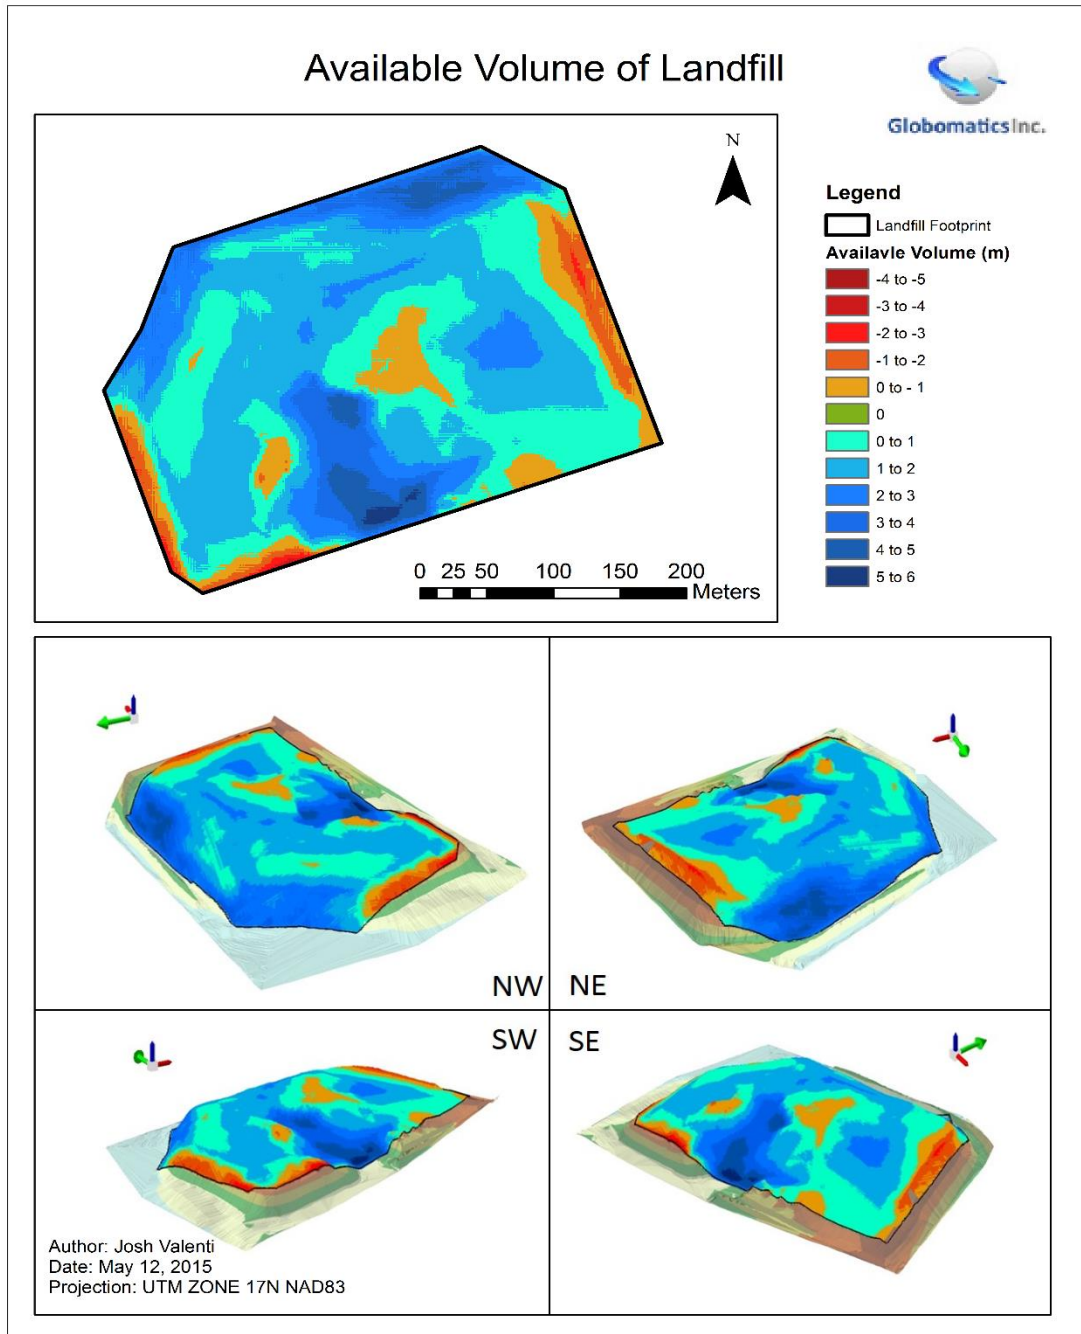 Available Volume of Landfill
GlobomaticsInc.
N
Legend
Landfill Footprint
Availavle Volume (m)
-4 to -5
-3 to -4
-2 to -3
-1 to -2
0 to - 1
0
0 to 1
1 to 2
2 to 3
3 to 4
4 to 5
5 to 6
0 25 50 100 150 200
Meters
NW
NE
SW
SE
Author: Josh Valenti
Date: May 12, 2015
Projection: UTM ZONE 17N NAD83